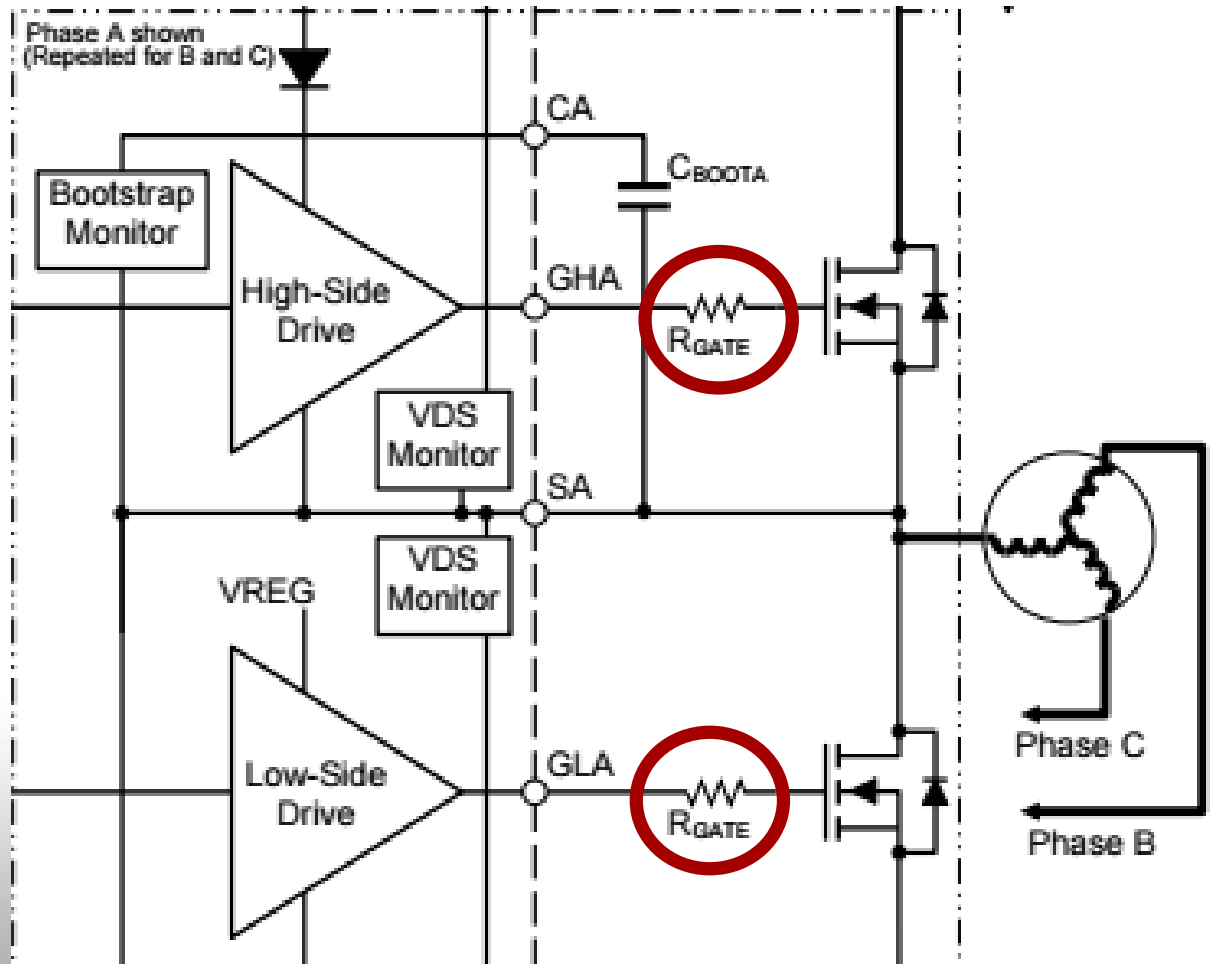 Phase A shown
(Repeated for B and C)
CA
CBOOTA
Bootstrap
Monitor
GHA
High-Side
Drive
RGATE
VDS
Monitor
SA
VDS
Monitor
VREG
GLA
Low-Side
Drive
RGATE
Phase C
Phase B